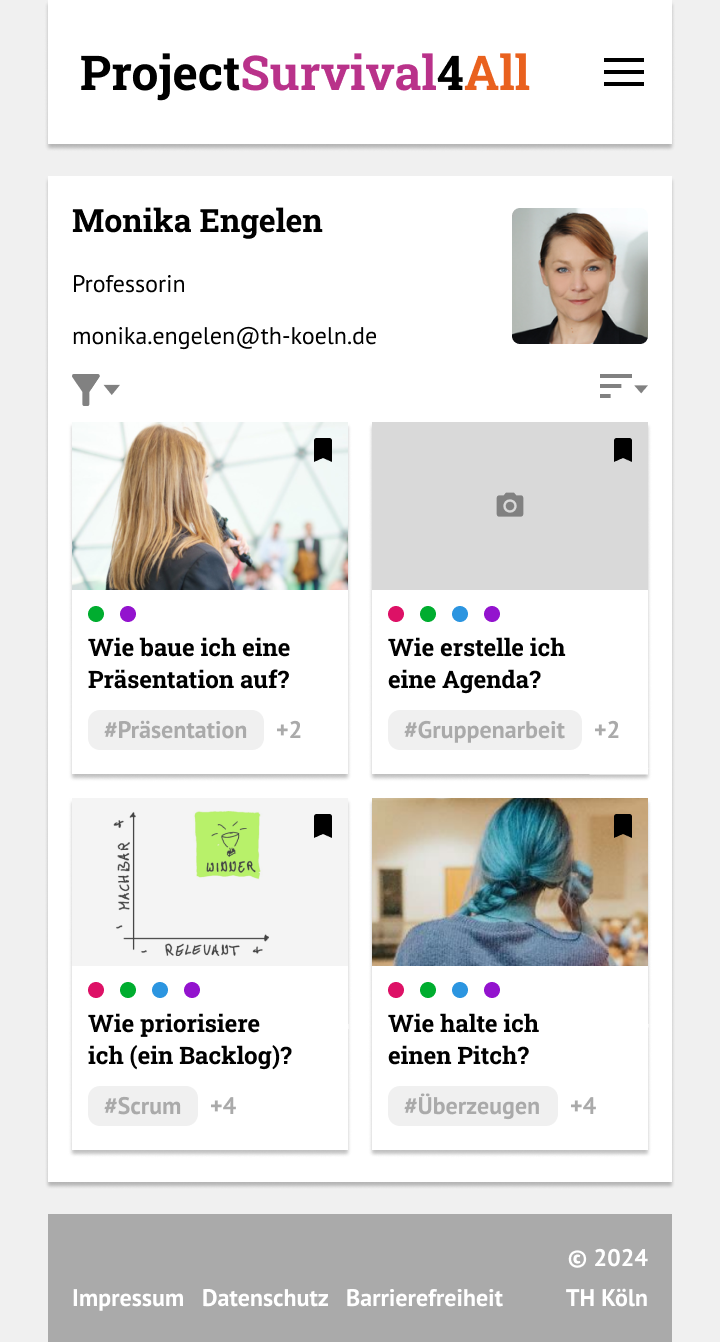 ProjectSurvival4All
Monika Engelen
Professorin
monika.engelen@th-koeln.de
Wie baue ich eine
Präsentation auf?
#Präsentation +2
Wie erstelle ich
eine Agenda?
#Gruppenarbeit +2
- MACHBAR +
WINNER
- RELEVANT +
Wie priorisiere
ich (ein Backlog)?
#Scrum +4
Wie halte ich
einen Pitch?
#Überzeugen +4
© 2024
Impressum Datenschutz Barrierefreiheit TH Köln